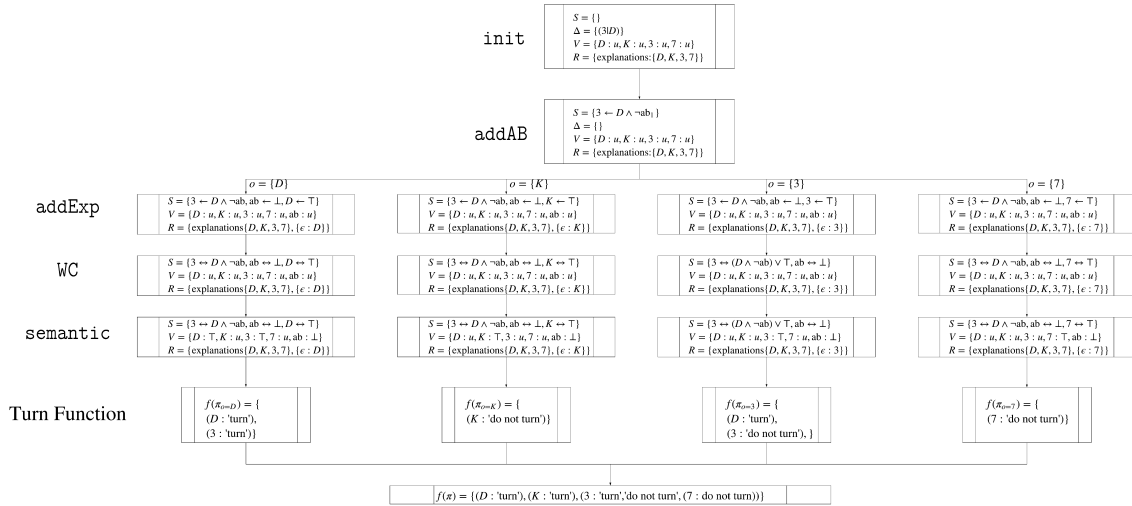 init
S = {}
Δ = {(3|D)}
V = {D : u, K : u, 3 : u, 7 : u}
R = {explanations:{D, K, 3, 7}}
addAB
S = {3 ← D ∧ ¬ab₁}
Δ = {}
V = {D : u, K : u, 3 : u, 7 : u}
R = {explanations:{D, K, 3, 7}}
o = {D}
o = {K}
o = {3}
o = {7}
addExp
S = {3 ← D ∧ ¬ab, ab ← ⊥, D ← ⊤}
V = {D : u, K : u, 3 : u, 7 : u, ab : u}
R = {explanations{D, K, 3, 7}, {ϵ : D}}
S = {3 ← D ∧ ¬ab, ab ← ⊥, K ← ⊤}
V = {D : u, K : u, 3 : u, 7 : u, ab : u}
R = {explanations{D, K, 3, 7}, {ϵ : K}}
S = {3 ← D ∧ ¬ab, ab ← ⊥, 3 ← ⊤}
V = {D : u, K : u, 3 : u, 7 : u, ab : u}
R = {explanations{D, K, 3, 7}, {ϵ : 3}}
S = {3 ← D ∧ ¬ab, ab ← ⊥, 7 ← ⊤}
V = {D : u, K : u, 3 : u, 7 : u, ab : u}
R = {explanations{D, K, 3, 7}, {ϵ : 7}}
WC
S = {3 ↔ D ∧ ¬ab, ab ↔ ⊥, D ↔ ⊤}
V = {D : u, K : u, 3 : u, 7 : u, ab : u}
R = {explanations{D, K, 3, 7}, {ϵ : D}}
S = {3 ↔ D ∧ ¬ab, ab ↔ ⊥, K ↔ ⊤}
V = {D : u, K : u, 3 : u, 7 : u, ab : u}
R = {explanations{D, K, 3, 7}, {ϵ : K}}
S = {3 ↔ (D ∧ ¬ab) ∨ ⊤, ab ↔ ⊥}
V = {D : u, K : u, 3 : u, 7 : u, ab : u}
R = {explanations{D, K, 3, 7}, {ϵ : 3}}
S = {3 ↔ D ∧ ¬ab, ab ↔ ⊥, 7 ↔ ⊤}
V = {D : u, K : u, 3 : u, 7 : u, ab : u}
R = {explanations{D, K, 3, 7}, {ϵ : 7}}
semantic
S = {3 ↔ D ∧ ¬ab, ab ↔ ⊥, D ↔ ⊤}
V = {D : ⊤, K : u, 3 : ⊤, 7 : u, ab : ⊥}
R = {explanations{D, K, 3, 7}, {ϵ : D}}
S = {3 ↔ D ∧ ¬ab, ab ↔ ⊥, K ↔ ⊤}
V = {D : u, K : ⊤, 3 : u, 7 : u, ab : ⊥}
R = {explanations{D, K, 3, 7}, {ϵ : K}}
S = {3 ↔ (D ∧ ¬ab) ∨ ⊤, ab ↔ ⊥}
V = {D : u, K : u, 3 : ⊤, 7 : u, ab : ⊥}
R = {explanations{D, K, 3, 7}, {ϵ : 3}}
S = {3 ↔ D ∧ ¬ab, ab ↔ ⊥, 7 ↔ ⊤}
V = {D : u, K : u, 3 : u, 7 : ⊤, ab : ⊥}
R = {explanations{D, K, 3, 7}, {ϵ : 7}}
Turn Function
f(π_{o=D}) = {
(D : 'turn'),
(3 : 'turn')}
f(π_{o=K}) = {
(K : 'do not turn')}
f(π_{o=3}) = {
(D : 'turn'),
(3 : 'do not turn'), }
f(π_{o=7}) = {
(7 : 'do not turn')}
f(π) = {(D : 'turn'), (K : 'turn'), (3 : 'turn','do not turn', (7 : do not turn))}